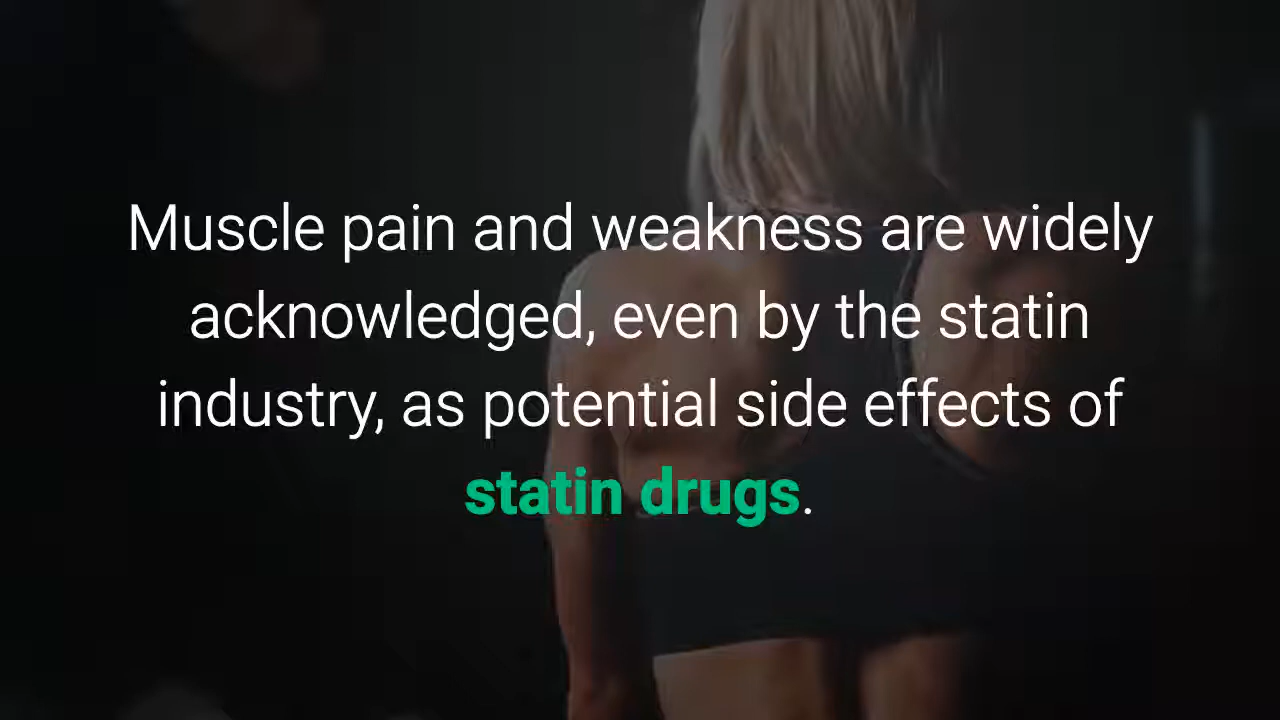 Muscle pain and weakness are widely
acknowledged, even by the statin
industry, as potential side effects of
statin drugs.